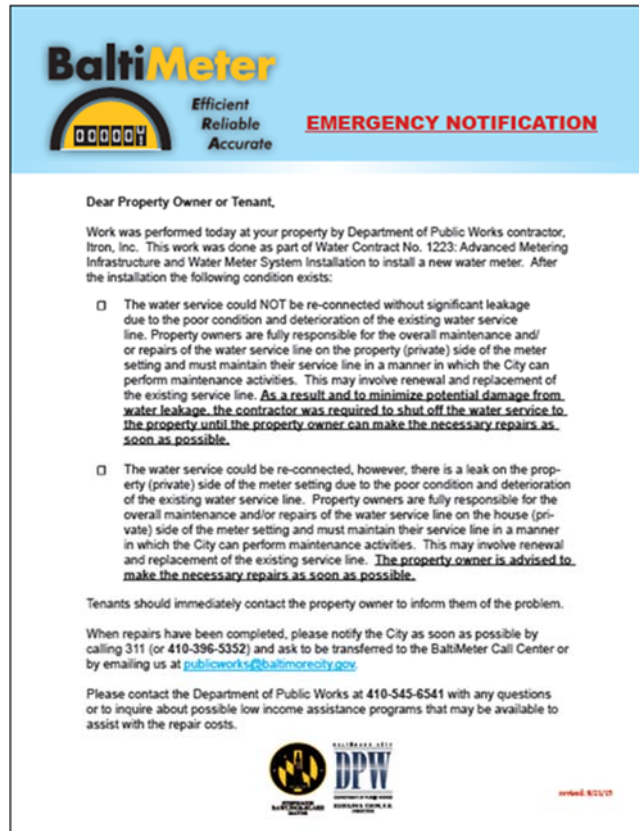 BaltiMeter
Efficient
Reliable
Accurate
EMERGENCY NOTIFICATION
Dear Property Owner or Tenant,
Work was performed today at your property by Department of Public Works contractor,
Itron, Inc. This work was done as part of Water Contract No. 1223: Advanced Metering
Infrastructure and Water Meter System Installation to install a new water meter. After
the installation the following condition exists:
The water service could NOT be re-connected without significant leakage
due to the poor condition and deterioration of the existing water service
line. Property owners are fully responsible for the overall maintenance and/
or repairs of the water service line on the property (private) side of the meter
setting and must maintain their service line in a manner in which the City can
perform maintenance activities. This may involve renewal and replacement of
the existing service line. As a result and to minimize potential damage from
water leakage, the contractor was required to shut off the water service to
the property until the property owner can make the necessary repairs as
soon as possible.
The water service could be re-connected, however, there is a leak on the prop-
erty (private) side of the meter setting due to the poor condition and deterioration
of the existing water service line. Property owners are fully responsible for the
overall maintenance and/or repairs of the water service line on the house (pri-
vate) side of the meter setting and must maintain their service line in a manner
in which the City can perform maintenance activities. This may involve renewal
and replacement of the existing service line. The property owner is advised to
make the necessary repairs as soon as possible.
Tenants should immediately contact the property owner to inform them of the problem.
When repairs have been completed, please notify the City as soon as possible by
calling 311 (or 410-396-5352) and ask to be transferred to the BaltiMeter Call Center or
by emailing us at publicworks@baltimorecity.gov.
Please contact the Department of Public Works at 410-545-6541 with any questions
or to inquire about possible low income assistance programs that may be available to
assist with the repair costs.
BALTIMORE CITY
DPW
STEPHANIE
RAWLINGS-BLAKE
MAYOR